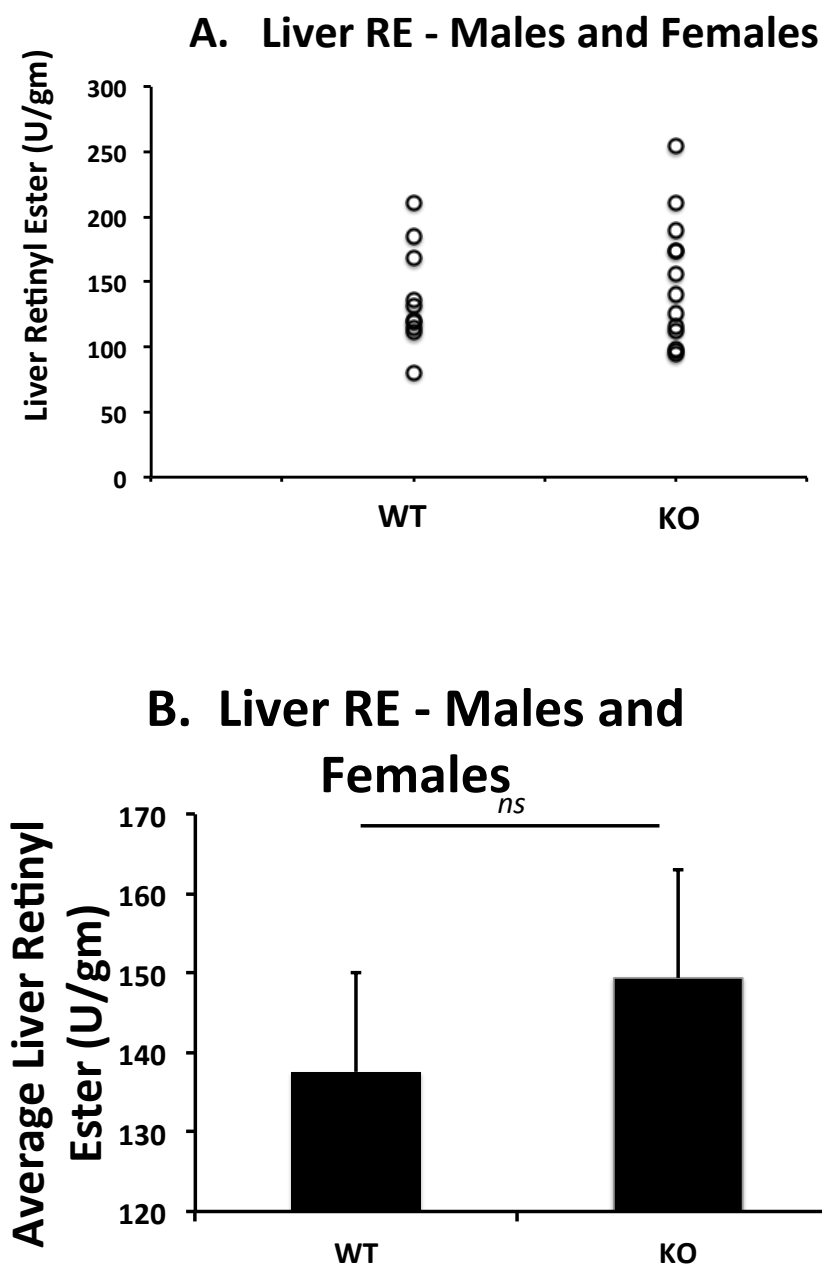 A. Liver RE - Males and Females
Liver Retinyl Ester (U/gm)
300
250
200
150
100
50
0
WT KO
B. Liver RE - Males and
Females
ns
Average Liver Retinyl
Ester (U/gm)
170
160
150
140
130
120
WT KO